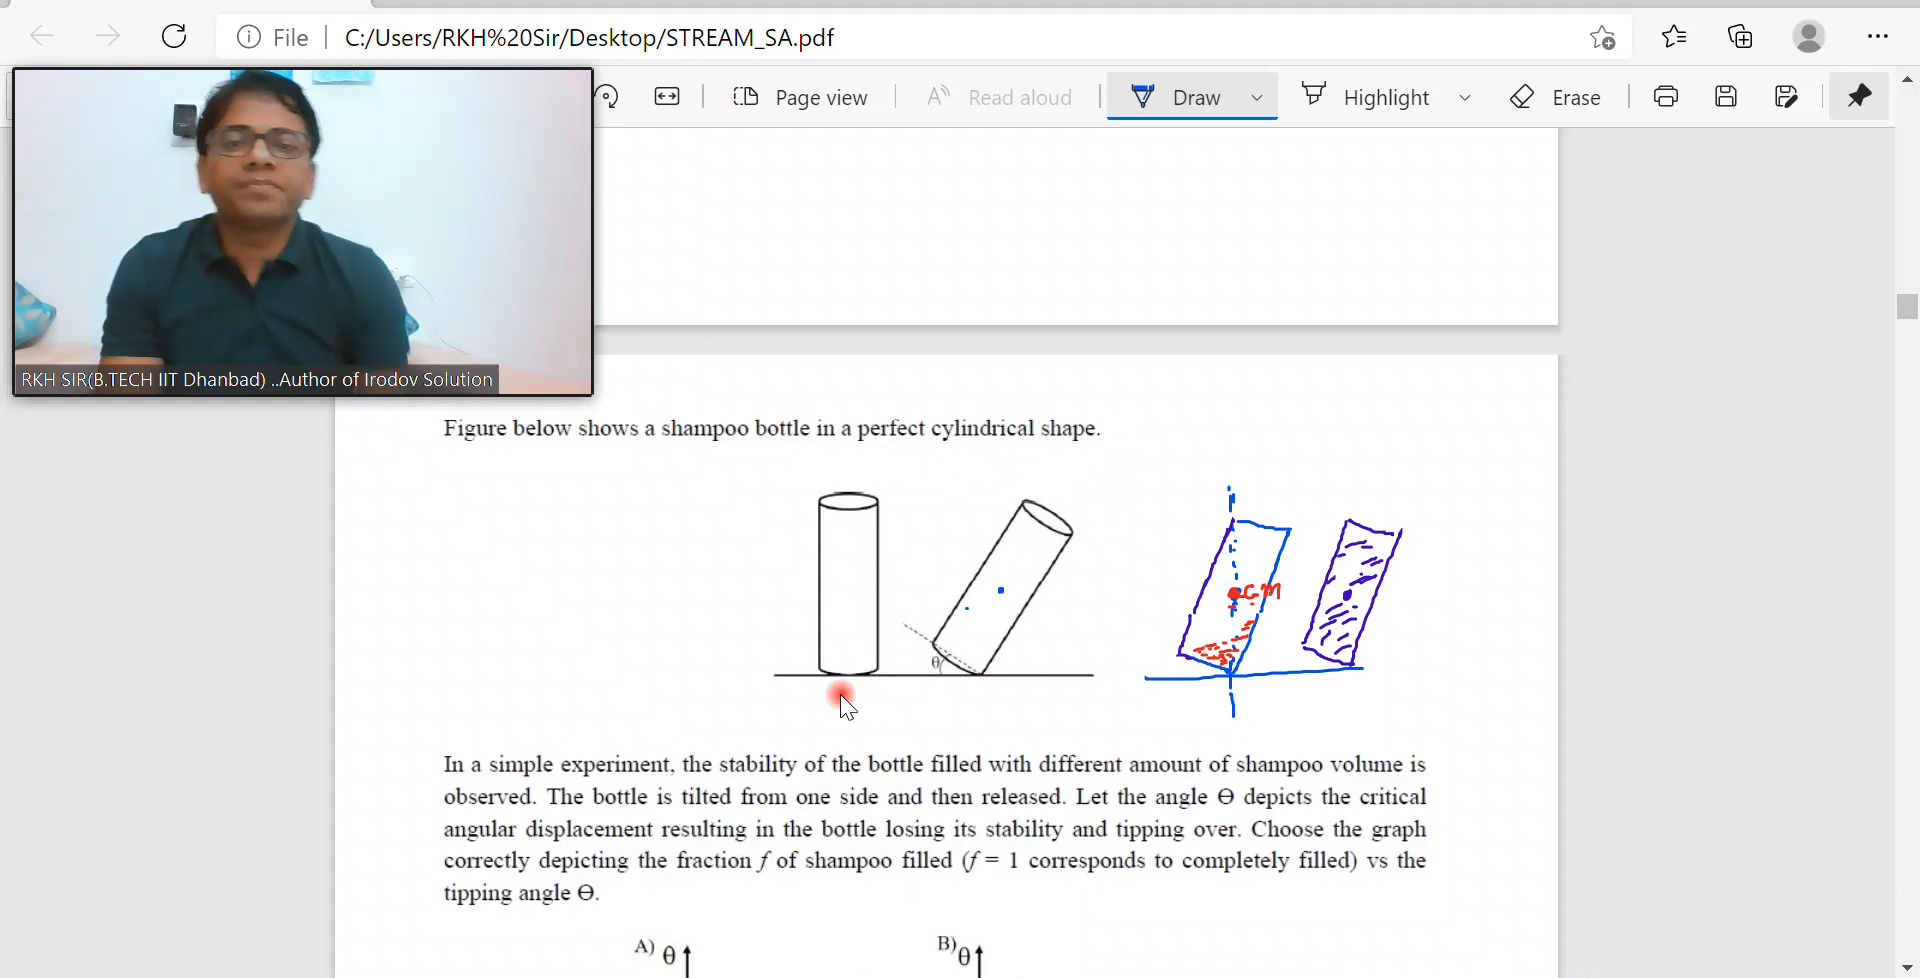 File | C:/Users/RKH%20Sir/Desktop/STREAM_SA.pdf
Page view
Read aloud
Draw
Highlight
Erase
RKH SIR(B.TECH IIT Dhanbad) ..Author of Irodov Solution
Figure below shows a shampoo bottle in a perfect cylindrical shape.
C.M
θ
In a simple experiment, the stability of the bottle filled with different amount of shampoo volume is
observed. The bottle is tilted from one side and then released. Let the angle Θ depicts the critical
angular displacement resulting in the bottle losing its stability and tipping over. Choose the graph
correctly depicting the fraction f of shampoo filled (f = 1 corresponds to completely filled) vs the
tipping angle Θ.
A) θ
B) θ